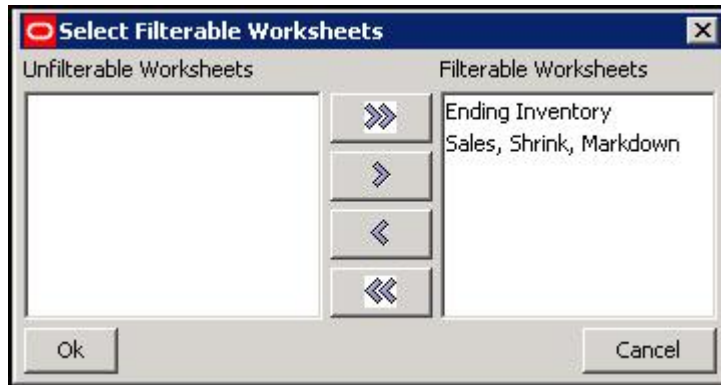 Select Filterable Worksheets
Unfilterable Worksheets
Filterable Worksheets
Ending Inventory
Sales, Shrink, Markdown
Ok
Cancel